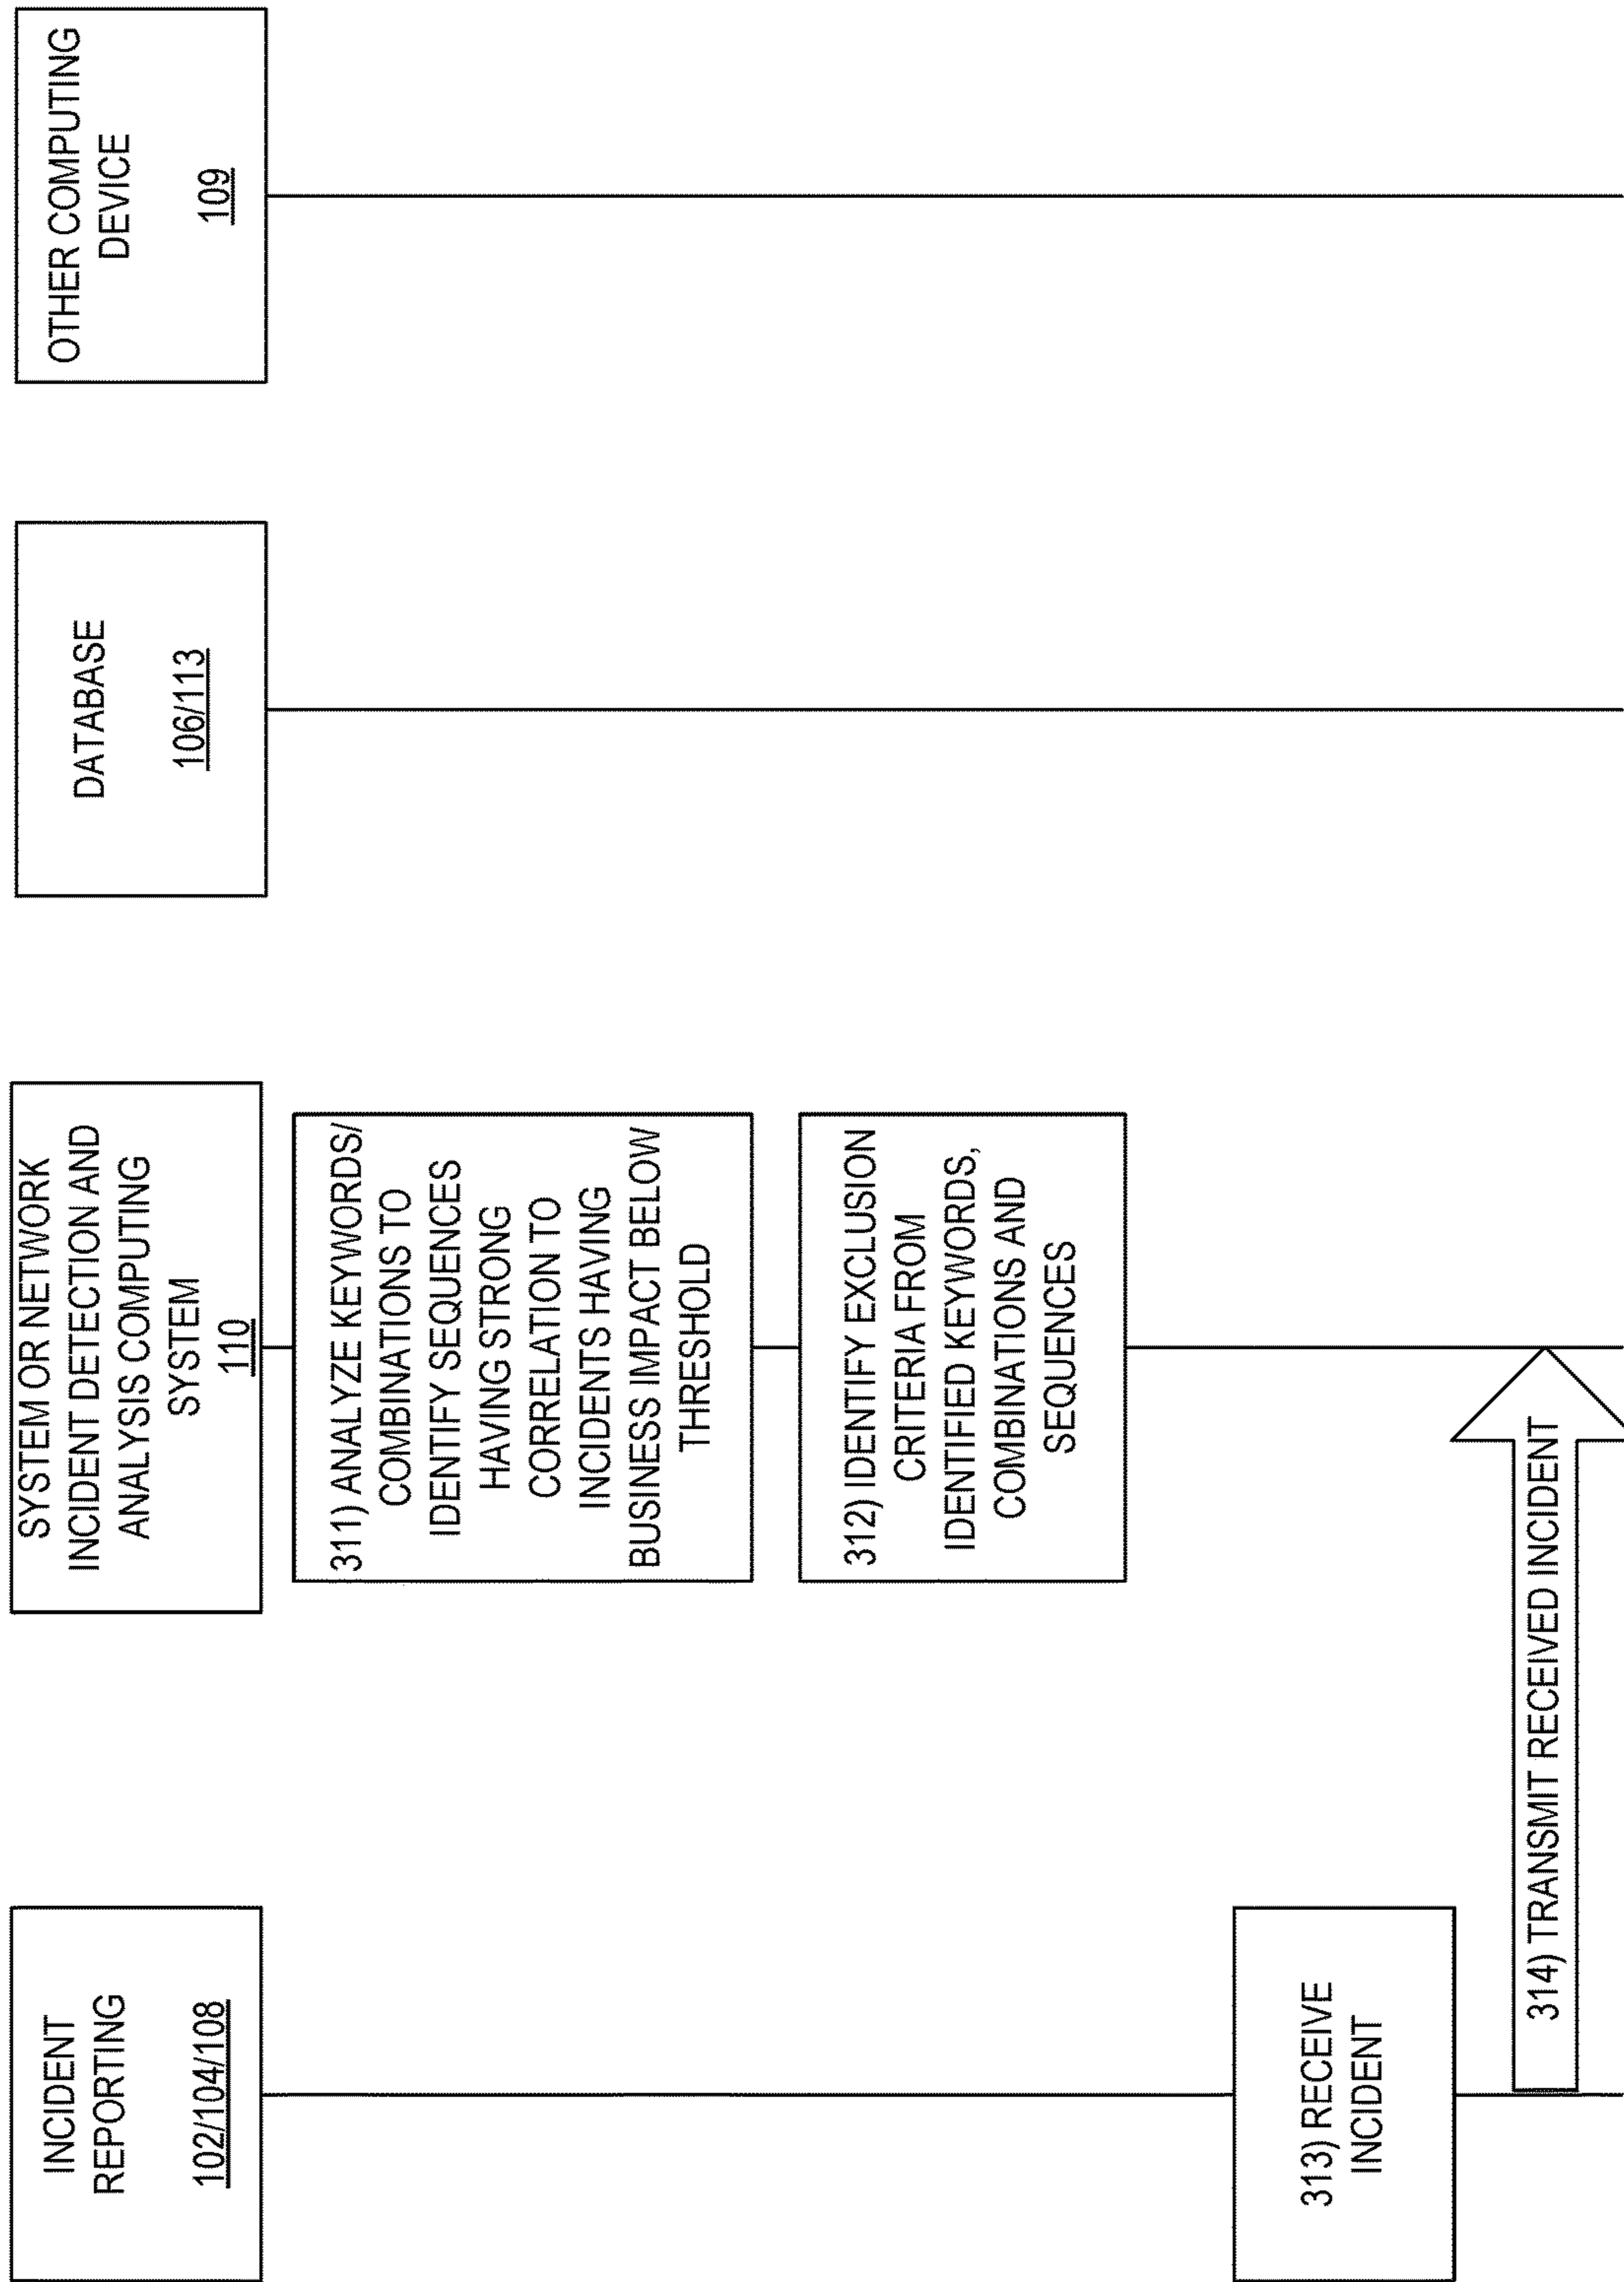 INCIDENT
REPORTING
102/104/108
SYSTEM OR NETWORK
INCIDENT DETECTION AND
ANALYSIS COMPUTING
SYSTEM
110
DATABASE
106/113
OTHER COMPUTING
DEVICE
109
311) ANALYZE KEYWORDS/
COMBINATIONS TO
IDENTIFY SEQUENCES
HAVING STRONG
CORRELATION TO
INCIDENTS HAVING
BUSINESS IMPACT BELOW
THRESHOLD
312) IDENTIFY EXCLUSION
CRITERIA FROM
IDENTIFIED KEYWORDS,
COMBINATIONS AND
SEQUENCES
313) RECEIVE
INCIDENT
314) TRANSMIT RECEIVED INCIDENT